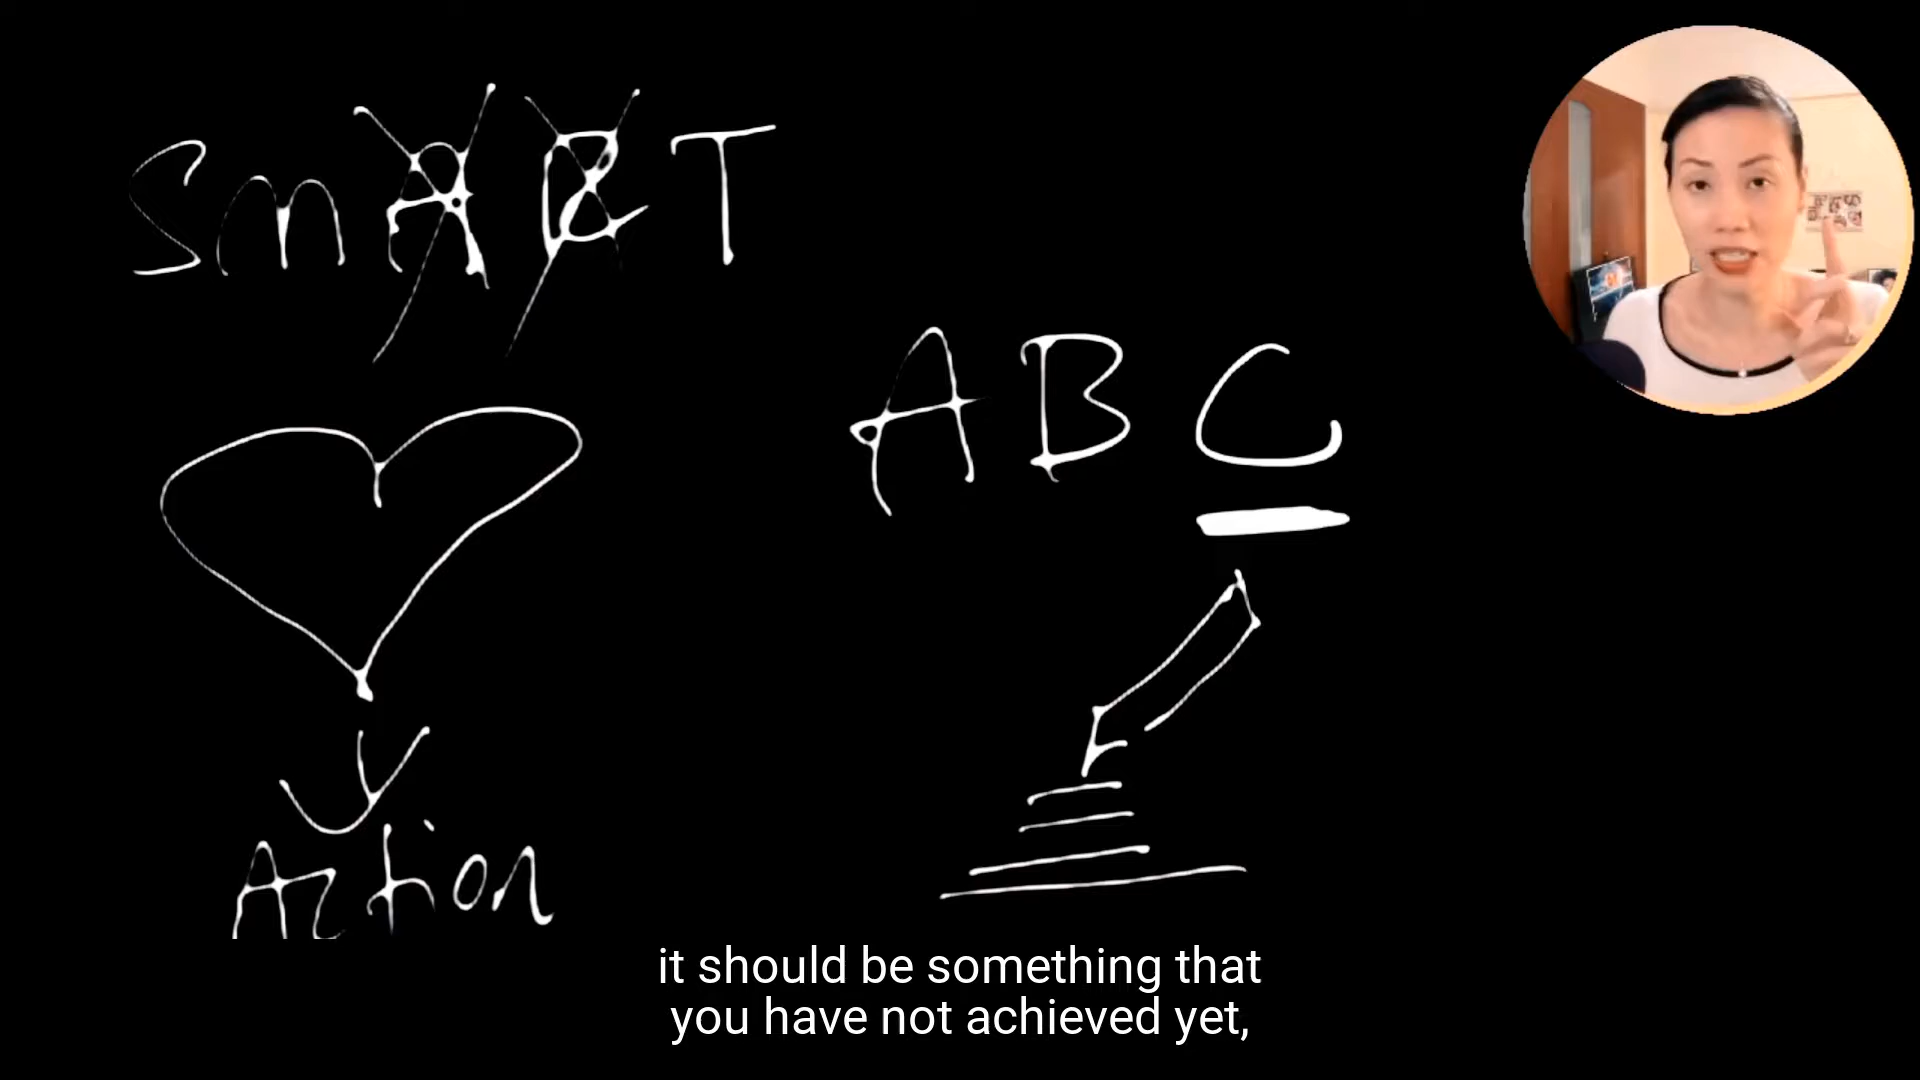 SMART
ABC
Action
it should be something that
you have not achieved yet,